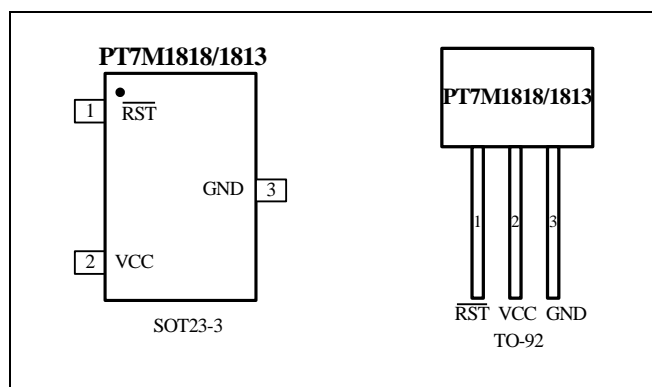 PT7M1818/1813
1 RST
GND 3
2 VCC
SOT23-3
PT7M1818/1813
1 2 3
RST VCC GND
TO-92